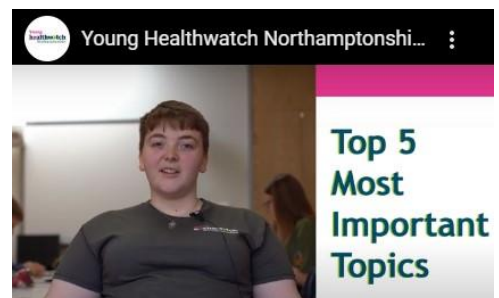 Young
healthwatch
Young Healthwatch Northamptonshi...
Top 5
Most
Important
Topics